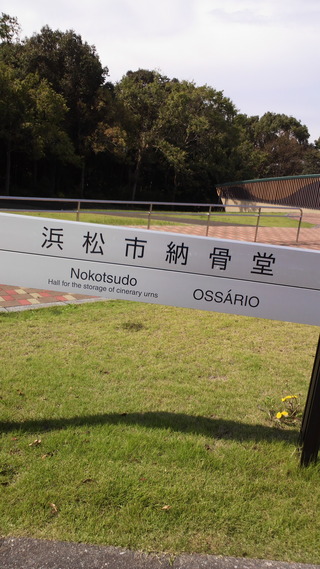 浜松市納骨堂
Nokotsudo
Hall for the storage of cinerary urns
OSSÁRIO